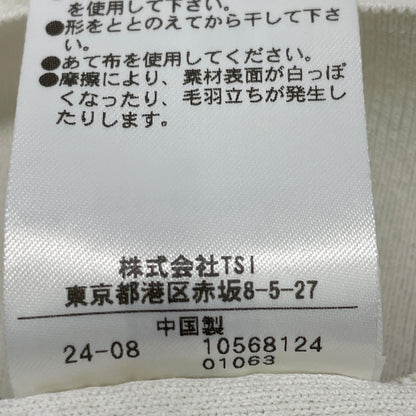 を使用して下さい。
●形をととのえてから干して下さ
い。
●あて布を使用してください。
●摩擦により、素材表面が白っぽ
くなったり、毛羽立ちが発生し
たりします。
株式会社TSI
東京都港区赤坂8-5-27
中国製
24-08 10568124
01063